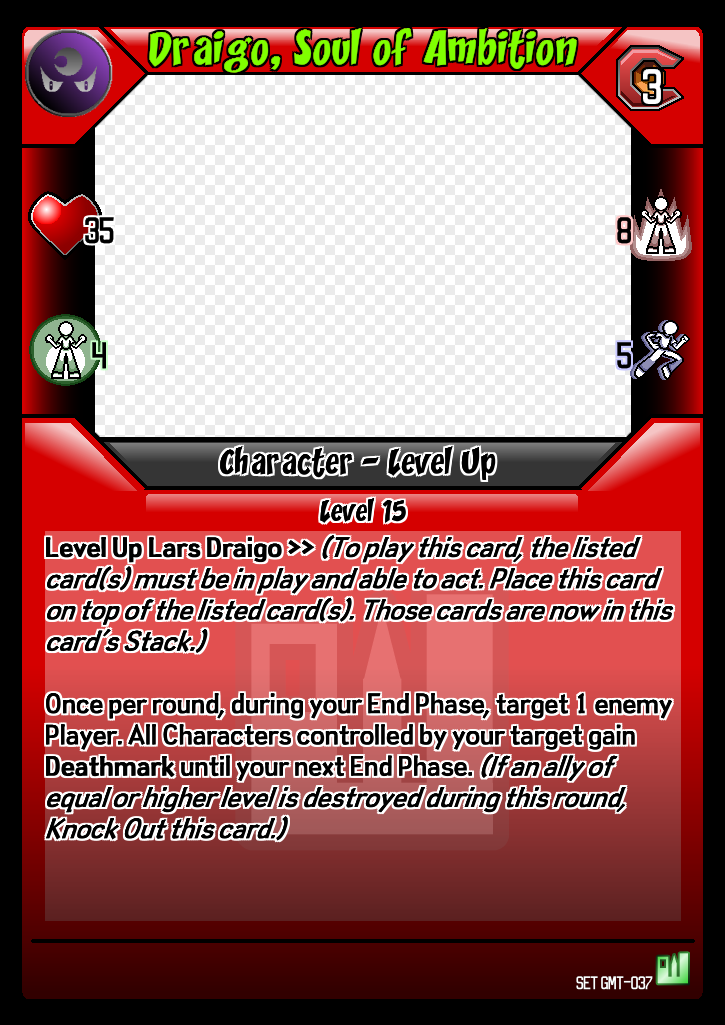 Draigo, Soul of Ambition
3
35
8
4
5
Character - Level Up
Level 15
Level Up Lars Draigo >> (To play this card, the listed
card(s) must be in play and able to act. Place this card
on top of the listed card(s). Those cards are now in this
card's Stack.)
Once per round, during your End Phase, target 1 enemy
Player. All Characters controlled by your target gain
Deathmark until your next End Phase. (If an ally of
equal or higher level is destroyed during this round,
Knock Out this card.)
SET GMT-037